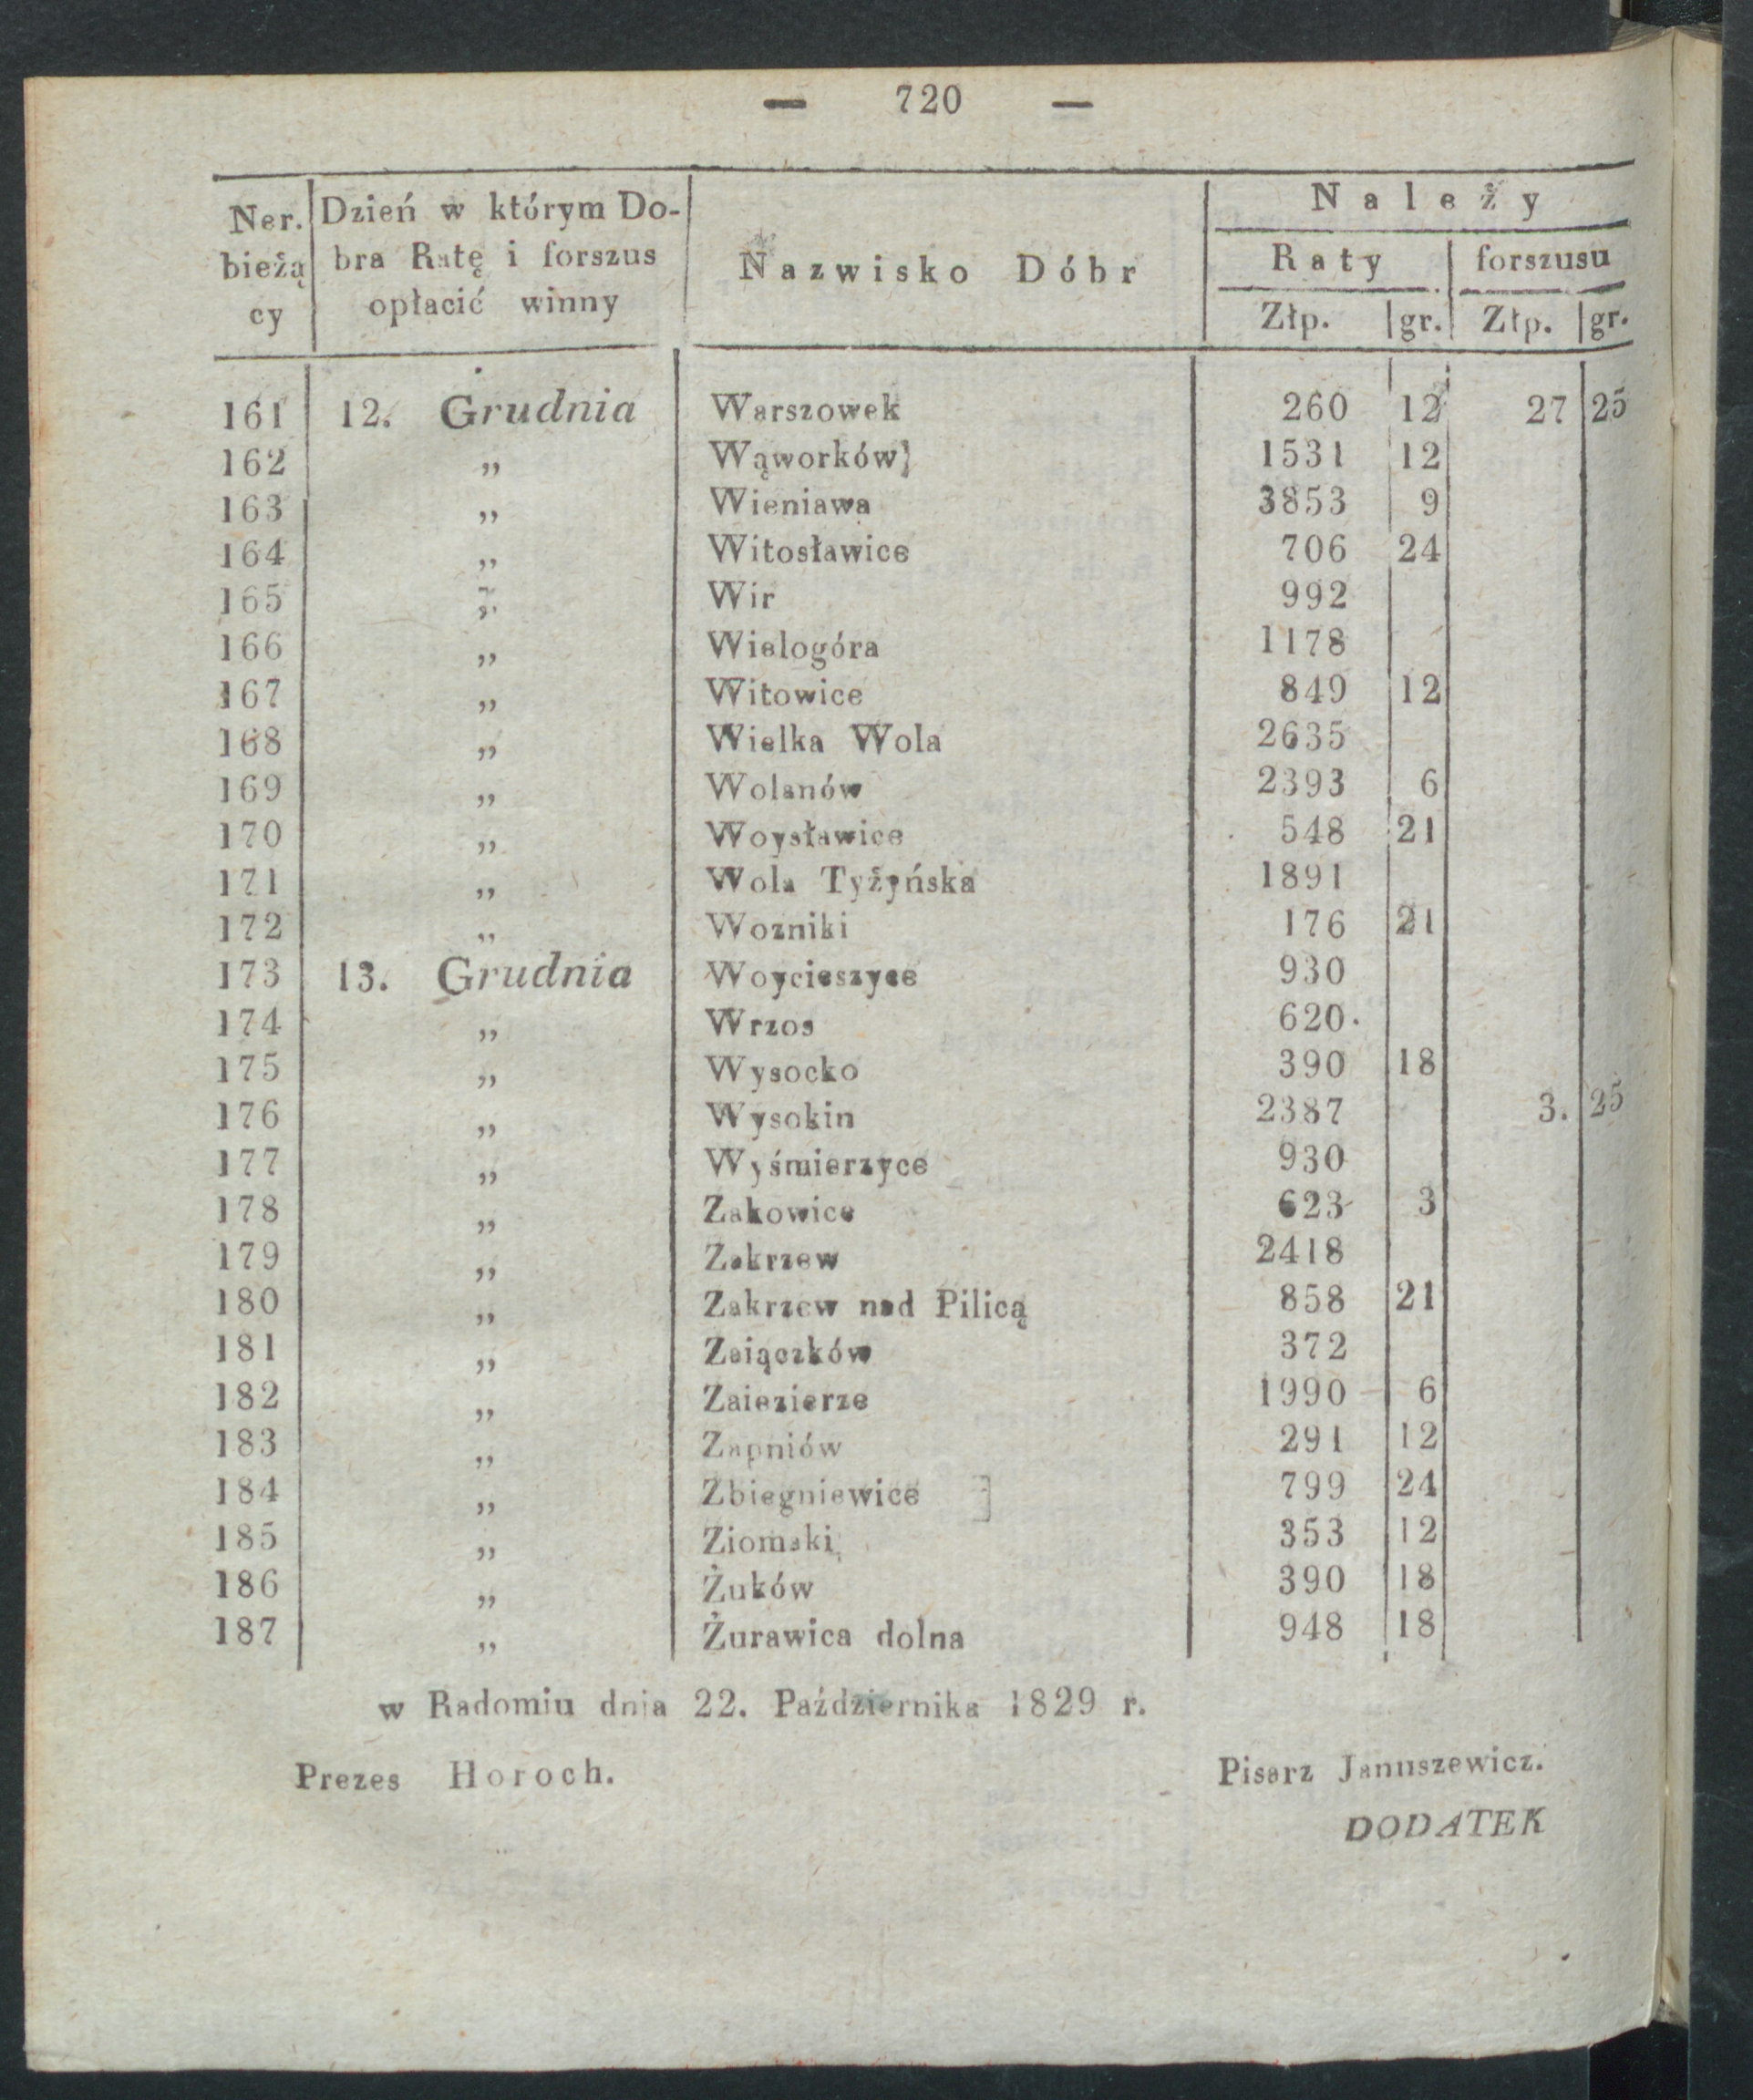 — 720 —
Ner. bieżą cy | Dzień w którym Dobra Ratę i forszus opłacić winny | Nazwisko Dóbr | Należy
Raty | forszusu
Złp. | gr. | Złp. | gr.
161 | 12. Grudnia | Warszowek | 260 | 12 | 27 | 25
162 | „ | Wąworków] | 1531 | 12
163 | „ | Wieniawa | 3853 | 9
164 | „ | Witosławice | 706 | 24
165 | „ | Wir | 992
166 | „ | Wielogóra | 1178
167 | „ | Witowice | 849 | 12
168 | „ | Wielka Wola | 2635
169 | „ | Wolanów | 2393 | 6
170 | „ | Woysławice | 548 | 21
171 | „ | Wola Tyżyńska | 1891
172 | „ | Wozniki | 176 | 21
173 | 13. Grudnia | Woycieszyce | 930
174 | „ | Wrzos | 620.
175 | „ | Wysocko | 390 | 18
176 | „ | Wysokin | 2387 | | 3. | 25
177 | „ | Wyśmierzyce | 930
178 | „ | Zakowice | 623 | 3
179 | „ | Zakrzew | 2418
180 | „ | Zakrzew nad Pilicą | 858 | 21
181 | „ | Zaiączków | 372
182 | „ | Zaiezierze | 1990 | 6
183 | „ | Zapniów | 291 | 12
184 | „ | Zbiegniewice ] | 799 | 24
185 | „ | Ziomaki | 353 | 12
186 | „ | Żuków | 390 | 18
187 | „ | Żurawica dolna | 948 | 18
w Radomiu dnia 22. Października 1829 r.
Prezes Horoch. Pisarz Januszewicz.
DODATEK